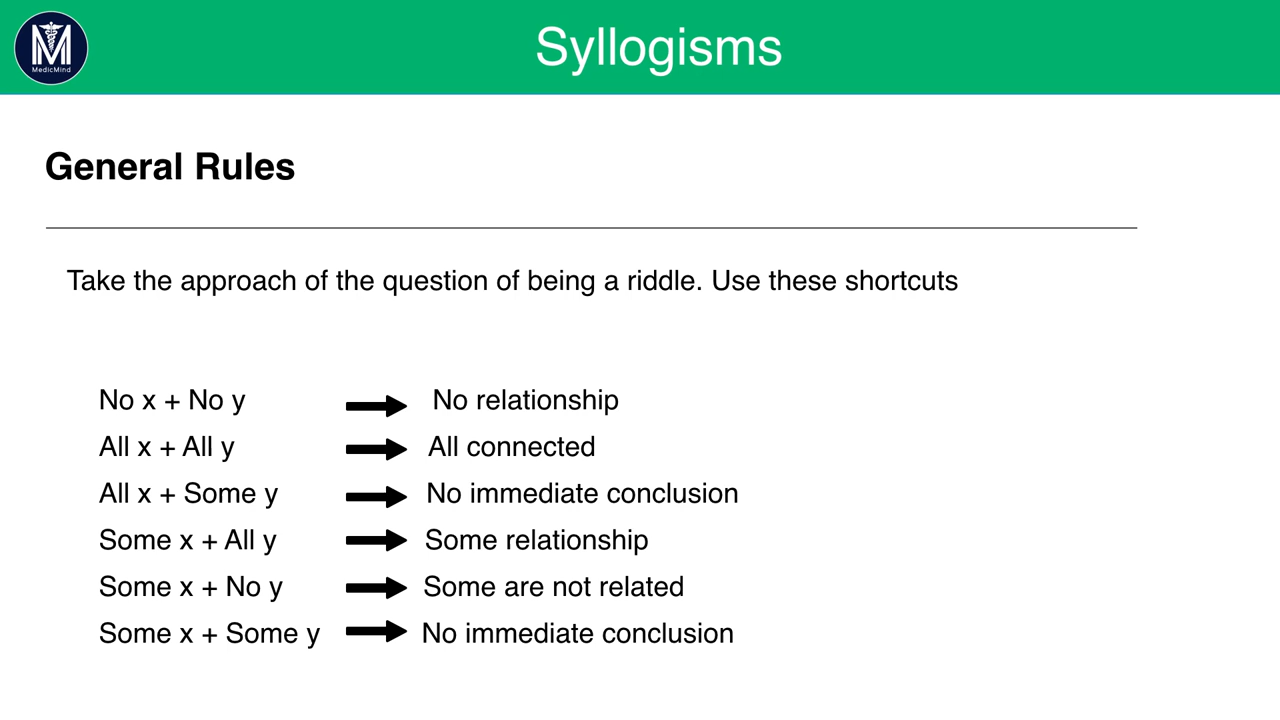 MedicMind
Syllogisms
General Rules
Take the approach of the question of being a riddle. Use these shortcuts
No x + No y No relationship
All x + All y All connected
All x + Some y No immediate conclusion
Some x + All y Some relationship
Some x + No y Some are not related
Some x + Some y No immediate conclusion